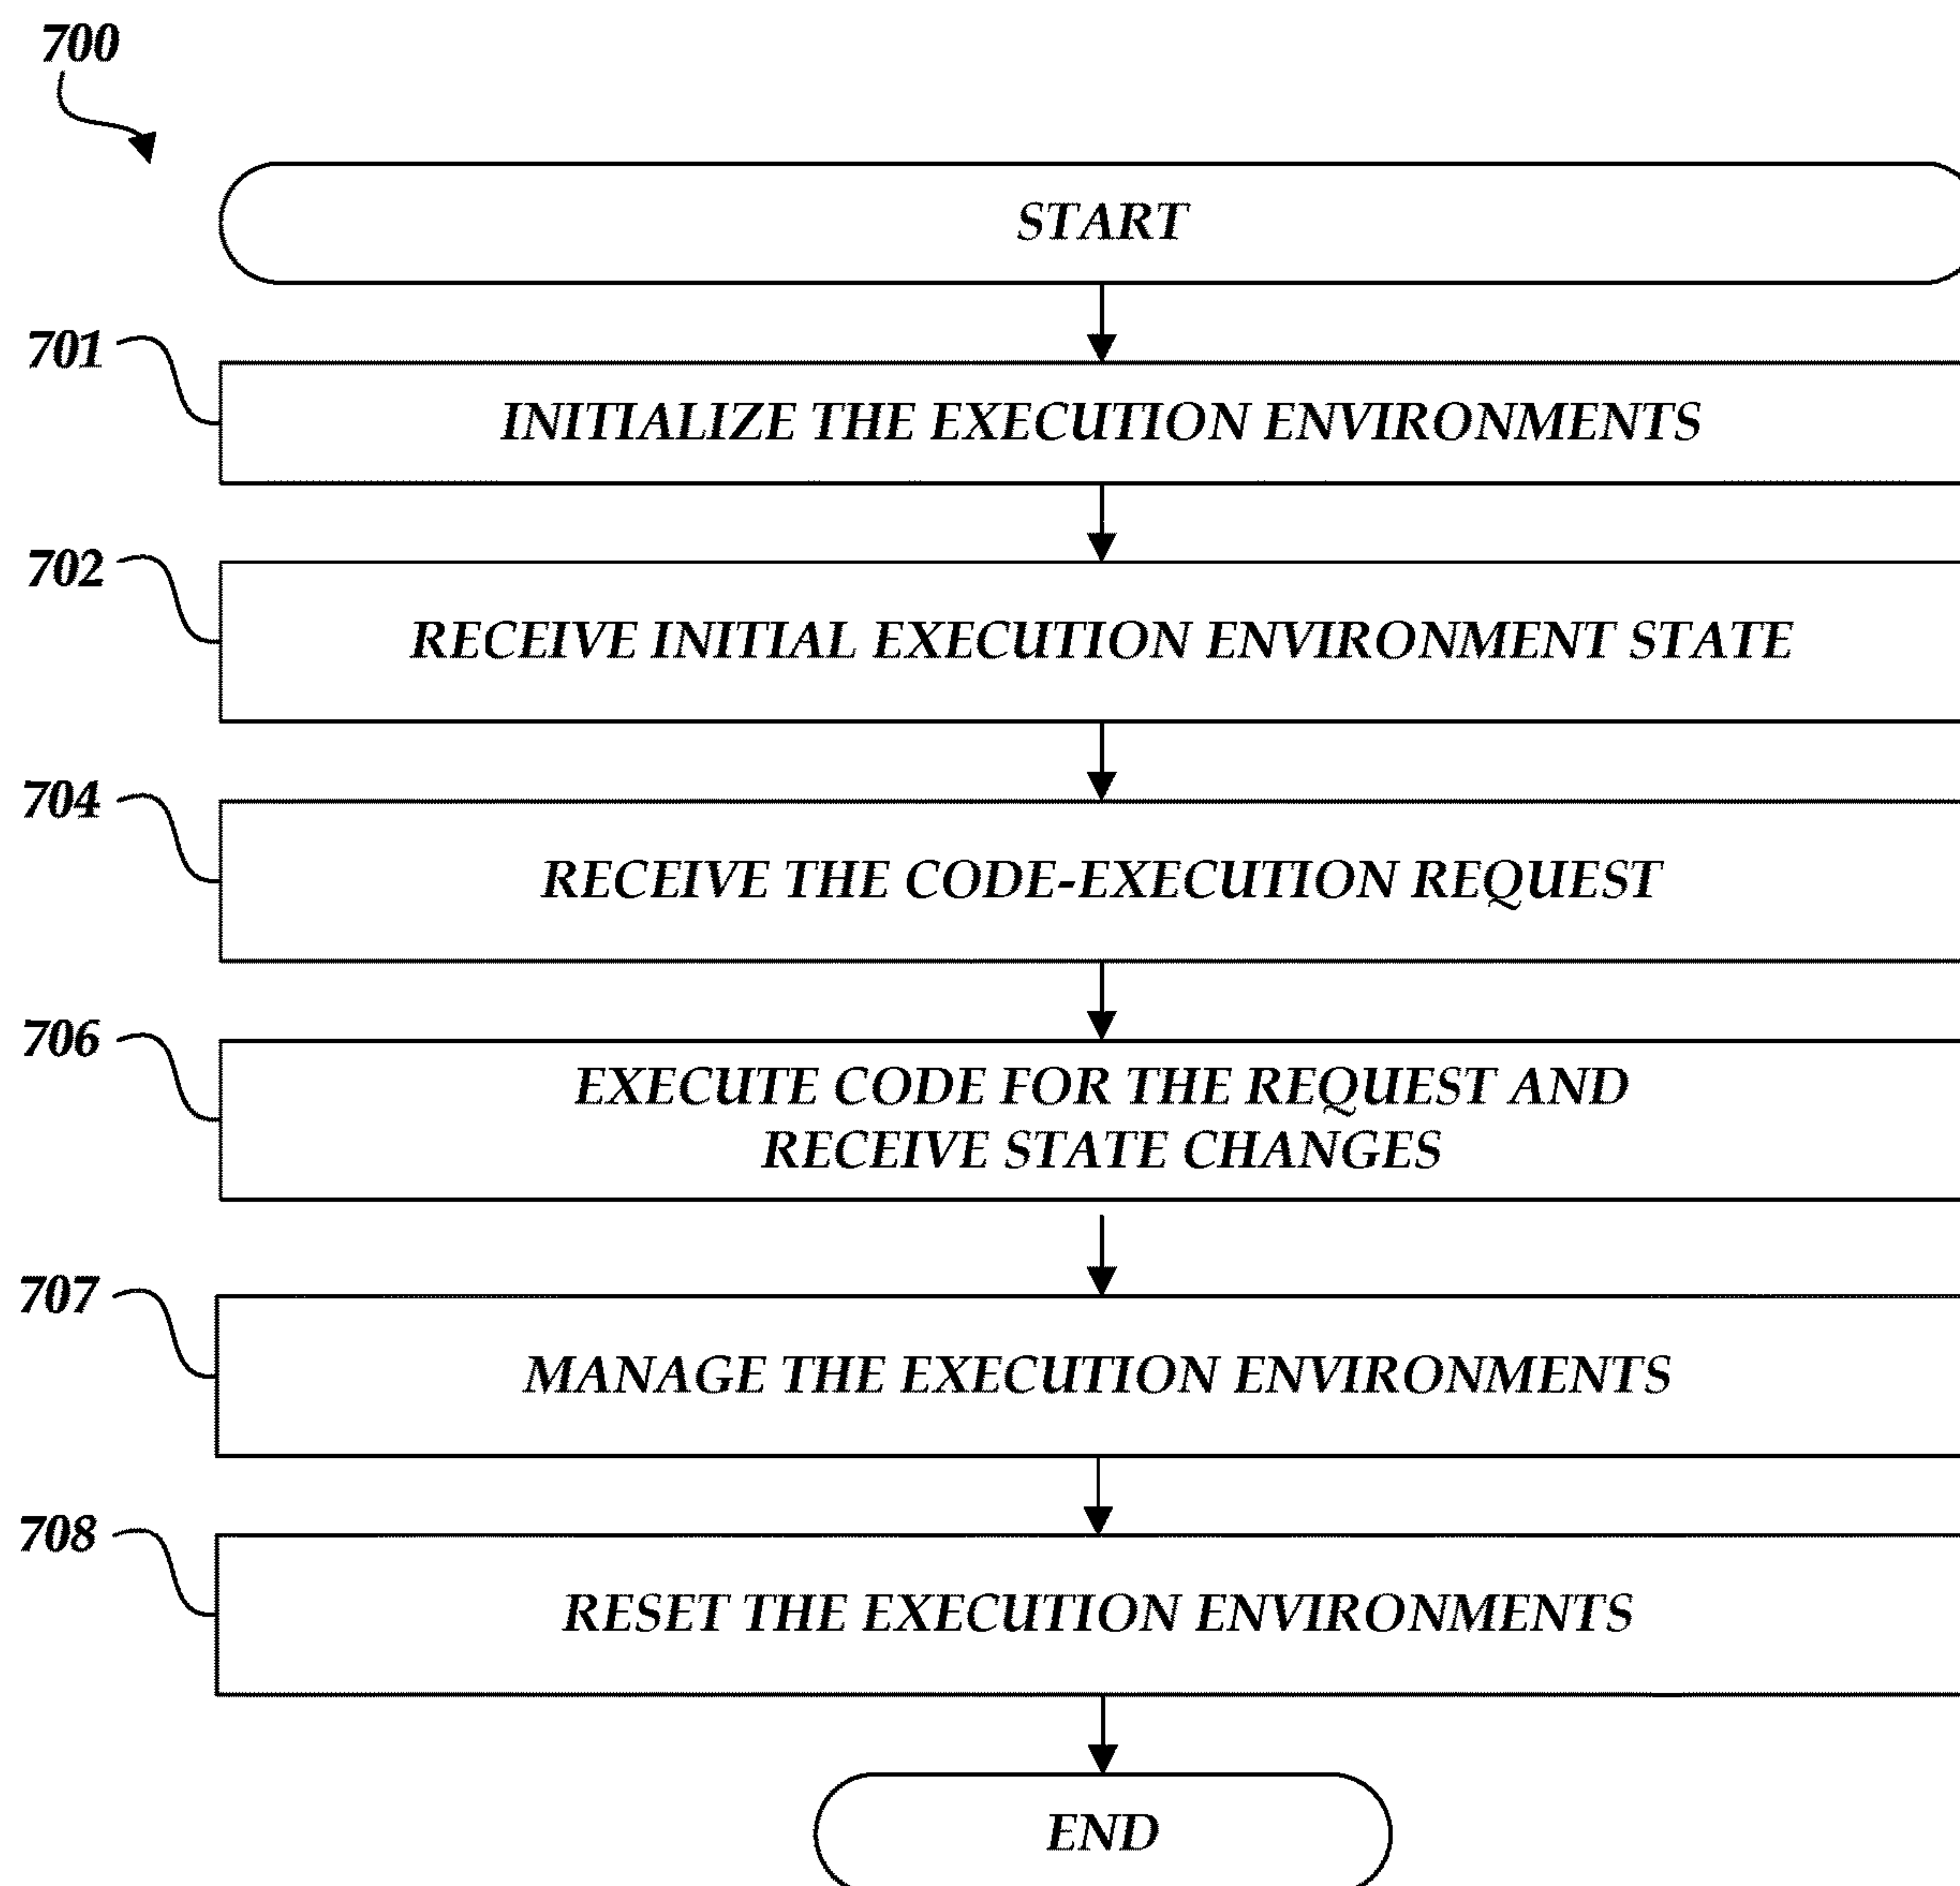 700
START
701
INITIALIZE THE EXECUTION ENVIRONMENTS
702
RECEIVE INITIAL EXECUTION ENVIRONMENT STATE
704
RECEIVE THE CODE-EXECUTION REQUEST
706
EXECUTE CODE FOR THE REQUEST AND
RECEIVE STATE CHANGES
707
MANAGE THE EXECUTION ENVIRONMENTS
708
RESET THE EXECUTION ENVIRONMENTS
END